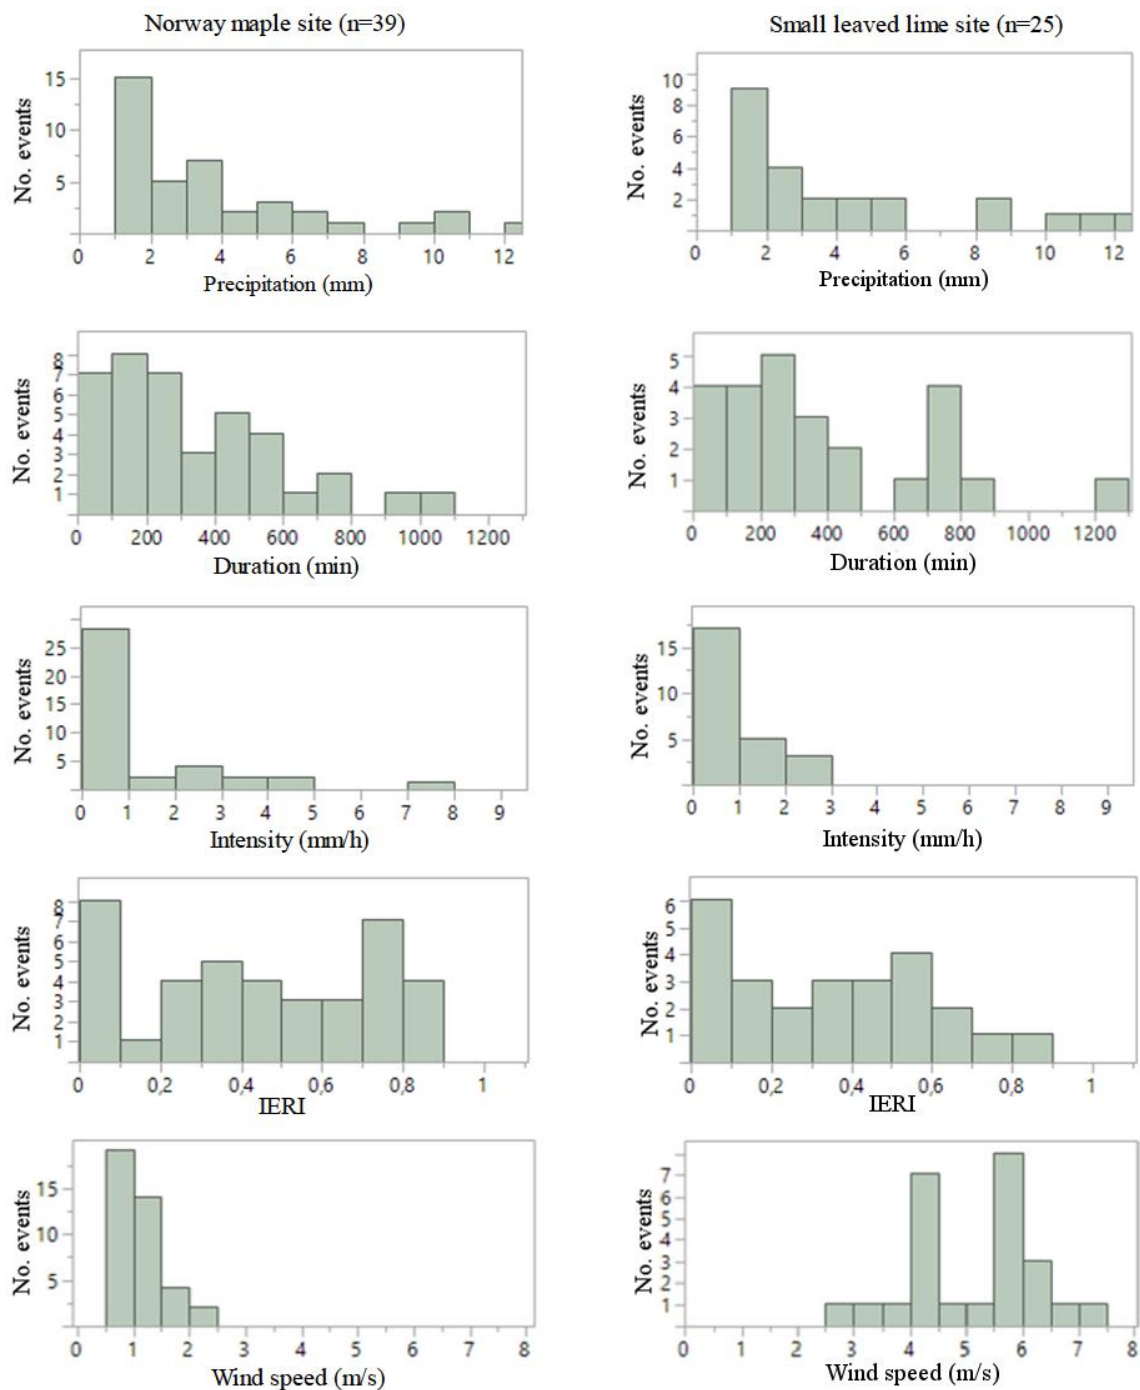 Norway maple site (n=39)
Small leaved lime site (n=25)
No. events
15
10
5
0 2 4 6 8 10 12
Precipitation (mm)
No. events
10
8
6
4
2
0 2 4 6 8 10 12
Precipitation (mm)
No. events
8
7
6
5
4
3
2
1
0 200 400 600 800 1000 1200
Duration (min)
No. events
5
4
3
2
1
0 200 400 600 800 1000 1200
Duration (min)
No. events
25
20
15
10
5
0 1 2 3 4 5 6 7 8 9
Intensity (mm/h)
No. events
15
10
5
0 1 2 3 4 5 6 7 8 9
Intensity (mm/h)
No. events
8
7
6
5
4
3
2
1
0 0,2 0,4 0,6 0,8 1
IERI
No. events
6
5
4
3
2
1
0 0,2 0,4 0,6 0,8 1
IERI
No. events
15
10
5
0 1 2 3 4 5 6 7 8
Wind speed (m/s)
No. events
7
6
5
4
3
2
1
0 1 2 3 4 5 6 7 8
Wind speed (m/s)